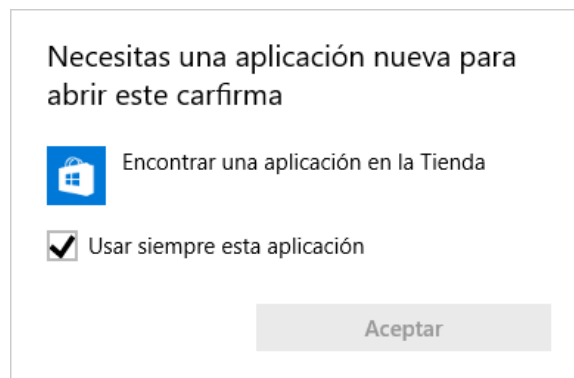 Necesitas una aplicación nueva para
abrir este carfirma
Encontrar una aplicación en la Tienda
Usar siempre esta aplicación
Aceptar